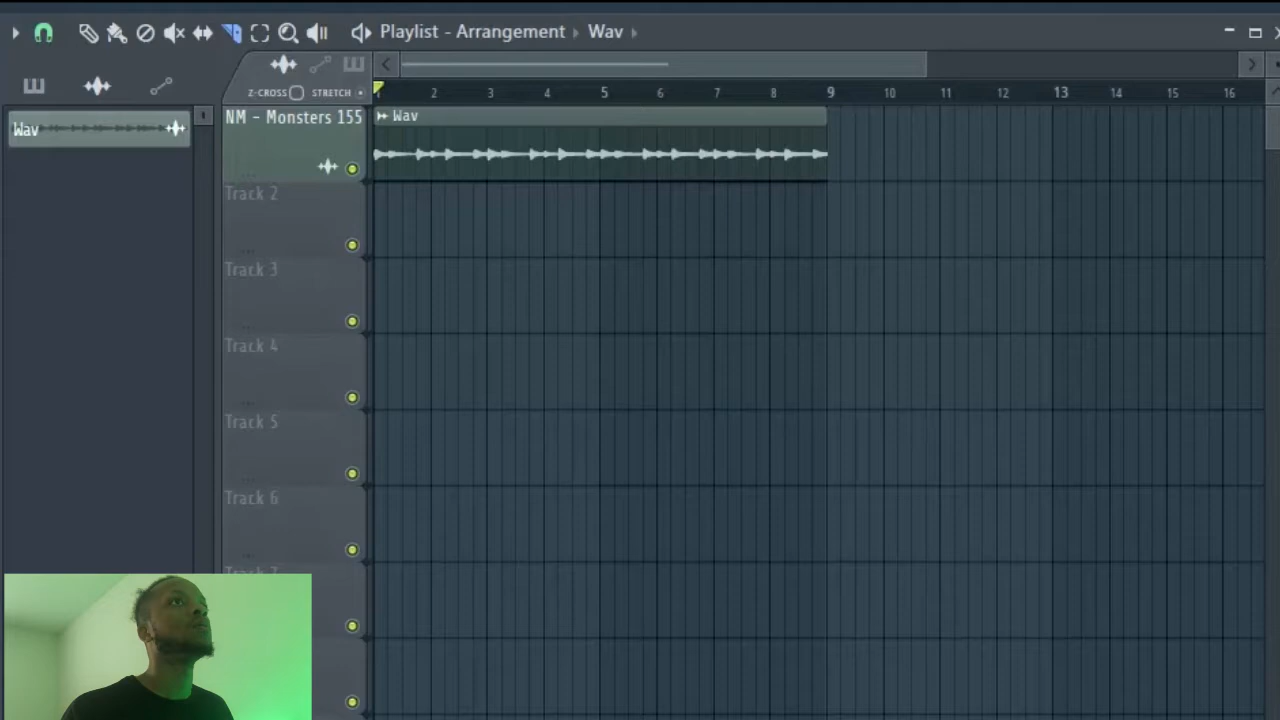 Playlist - Arrangement ▸ Wav ▸
Z-CROSS STRETCH
2 3 4 5 6 7 8 9 10 11 12 13 14 15 16
Wav
NM - Monsters 155
Wav
Track 2
Track 3
Track 4
Track 5
Track 6